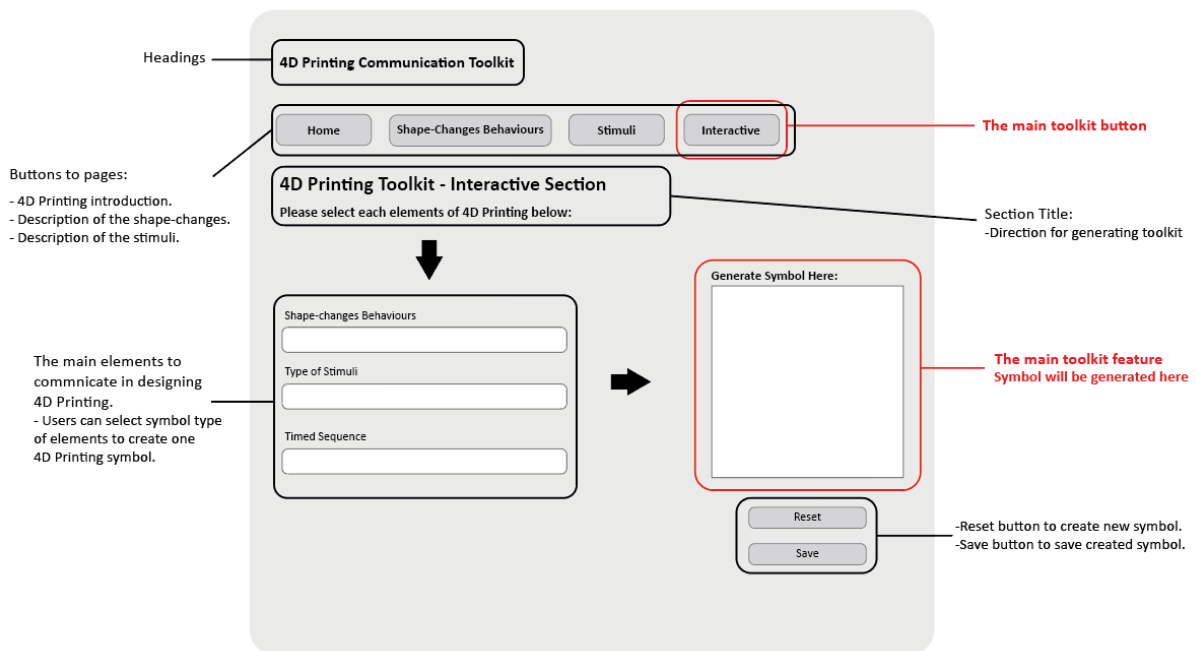 Headings
4D Printing Communication Toolkit
Home
Shape-Changes Behaviours
Stimuli
Interactive
The main toolkit button
Buttons to pages:
- 4D Printing introduction.
- Description of the shape-changes.
- Description of the stimuli.
4D Printing Toolkit - Interactive Section
Please select each elements of 4D Printing below:
Section Title:
-Direction for generating toolkit
Shape-changes Behaviours
Type of Stimuli
Timed Sequence
The main elements to
commnicate in designing
4D Printing.
- Users can select symbol type
of elements to create one
4D Printing symbol.
Generate Symbol Here:
The main toolkit feature
Symbol will be generated here
Reset
Save
-Reset button to create new symbol.
-Save button to save created symbol.